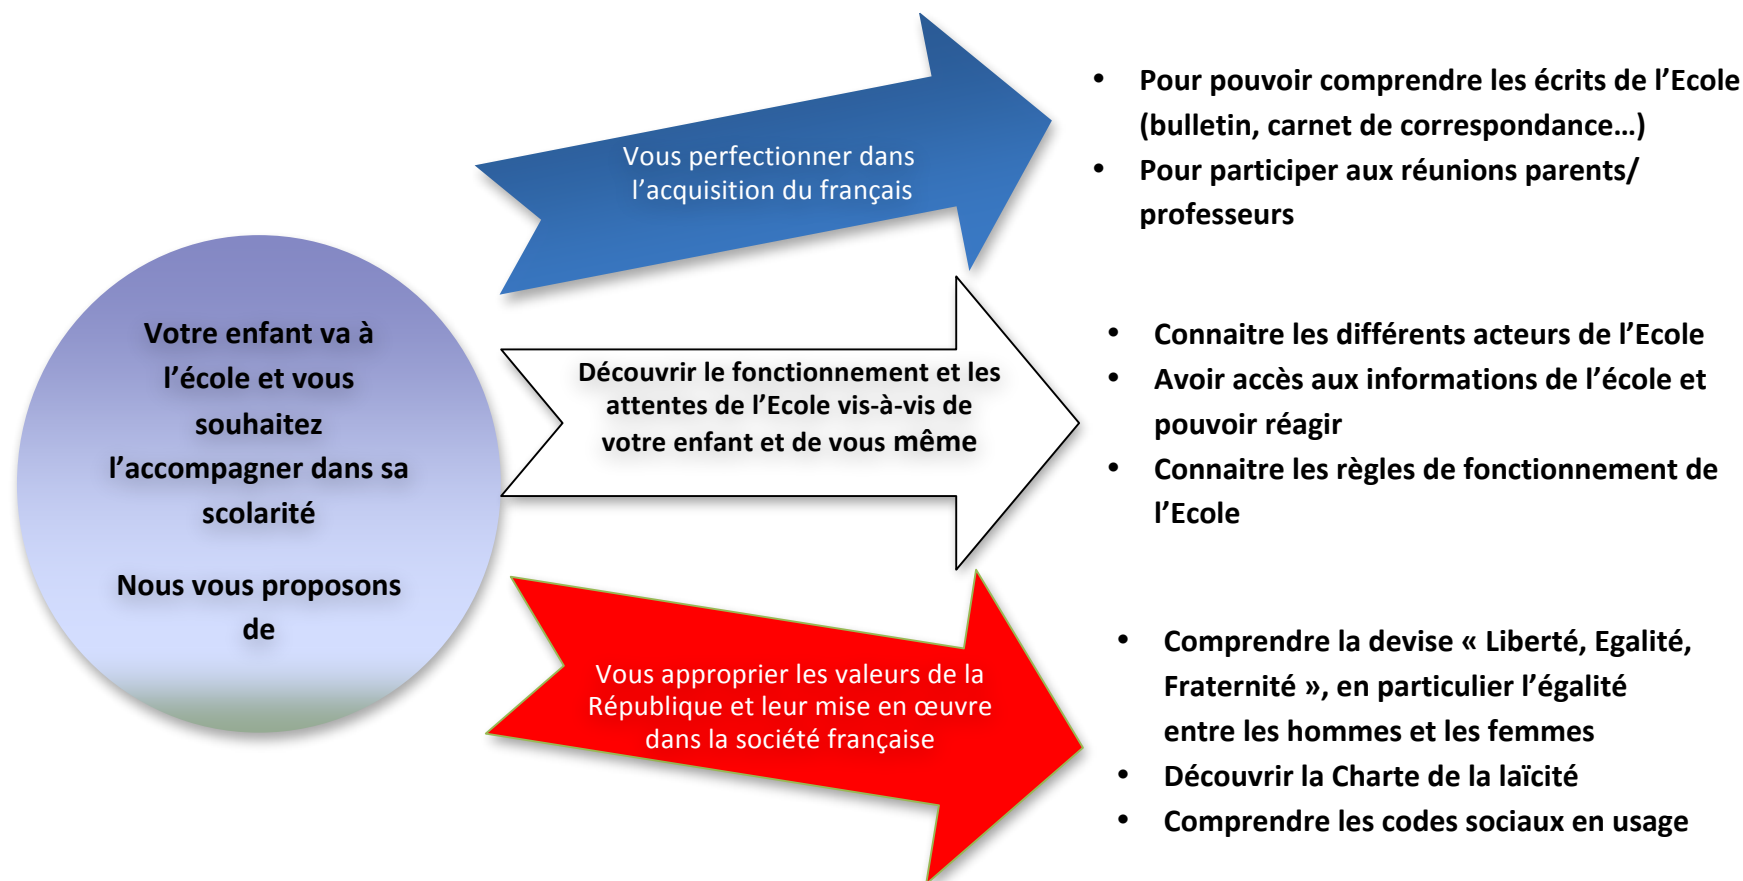 Votre enfant va à
l’école et vous
souhaitez
l’accompagner dans sa
scolarité
Nous vous proposons
de
Vous perfectionner dans
l’acquisition du français
• Pour pouvoir comprendre les écrits de l’Ecole
(bulletin, carnet de correspondance…)
• Pour participer aux réunions parents/
professeurs
Découvrir le fonctionnement et les
attentes de l’Ecole vis-à-vis de
votre enfant et de vous même
• Connaitre les différents acteurs de l’Ecole
• Avoir accès aux informations de l’école et
pouvoir réagir
• Connaitre les règles de fonctionnement de
l’Ecole
Vous approprier les valeurs de la
République et leur mise en œuvre
dans la société française
• Comprendre la devise « Liberté, Egalité,
Fraternité », en particulier l’égalité
entre les hommes et les femmes
• Découvrir la Charte de la laïcité
• Comprendre les codes sociaux en usage